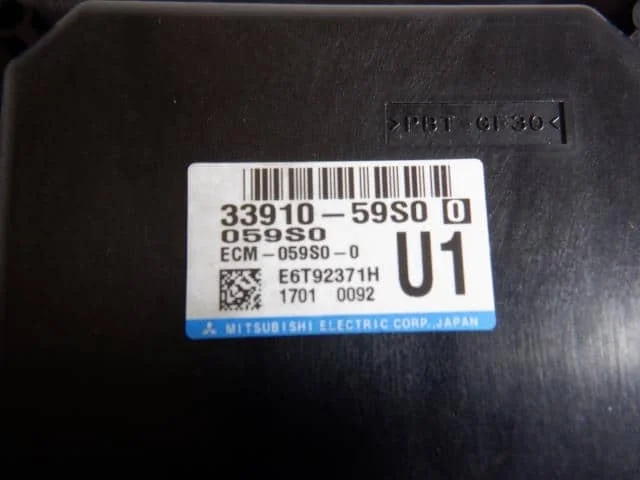 >PBT-GF30<
33910-59S0 0
059S0
ECM-059S0-0
U1
E6T92371H
1701 0092
MITSUBISHI ELECTRIC CORP., JAPAN